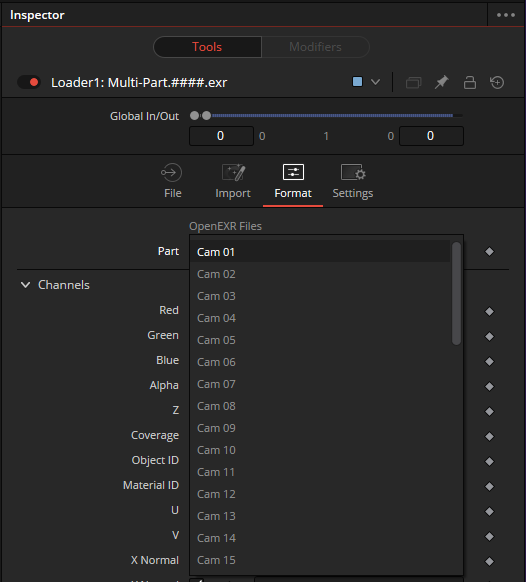 Inspector
Tools Modifiers
Loader1: Multi-Part.####.exr
Global In/Out
0 0 1 0 0
File Import Format Settings
OpenEXR Files
Part Cam 01
Cam 02
Channels
Cam 03
Red Cam 04
Green Cam 05
Blue Cam 06
Alpha Cam 07
Z Cam 08
Coverage Cam 09
Cam 10
Object ID Cam 11
Material ID Cam 12
U Cam 13
V Cam 14
X Normal Cam 15